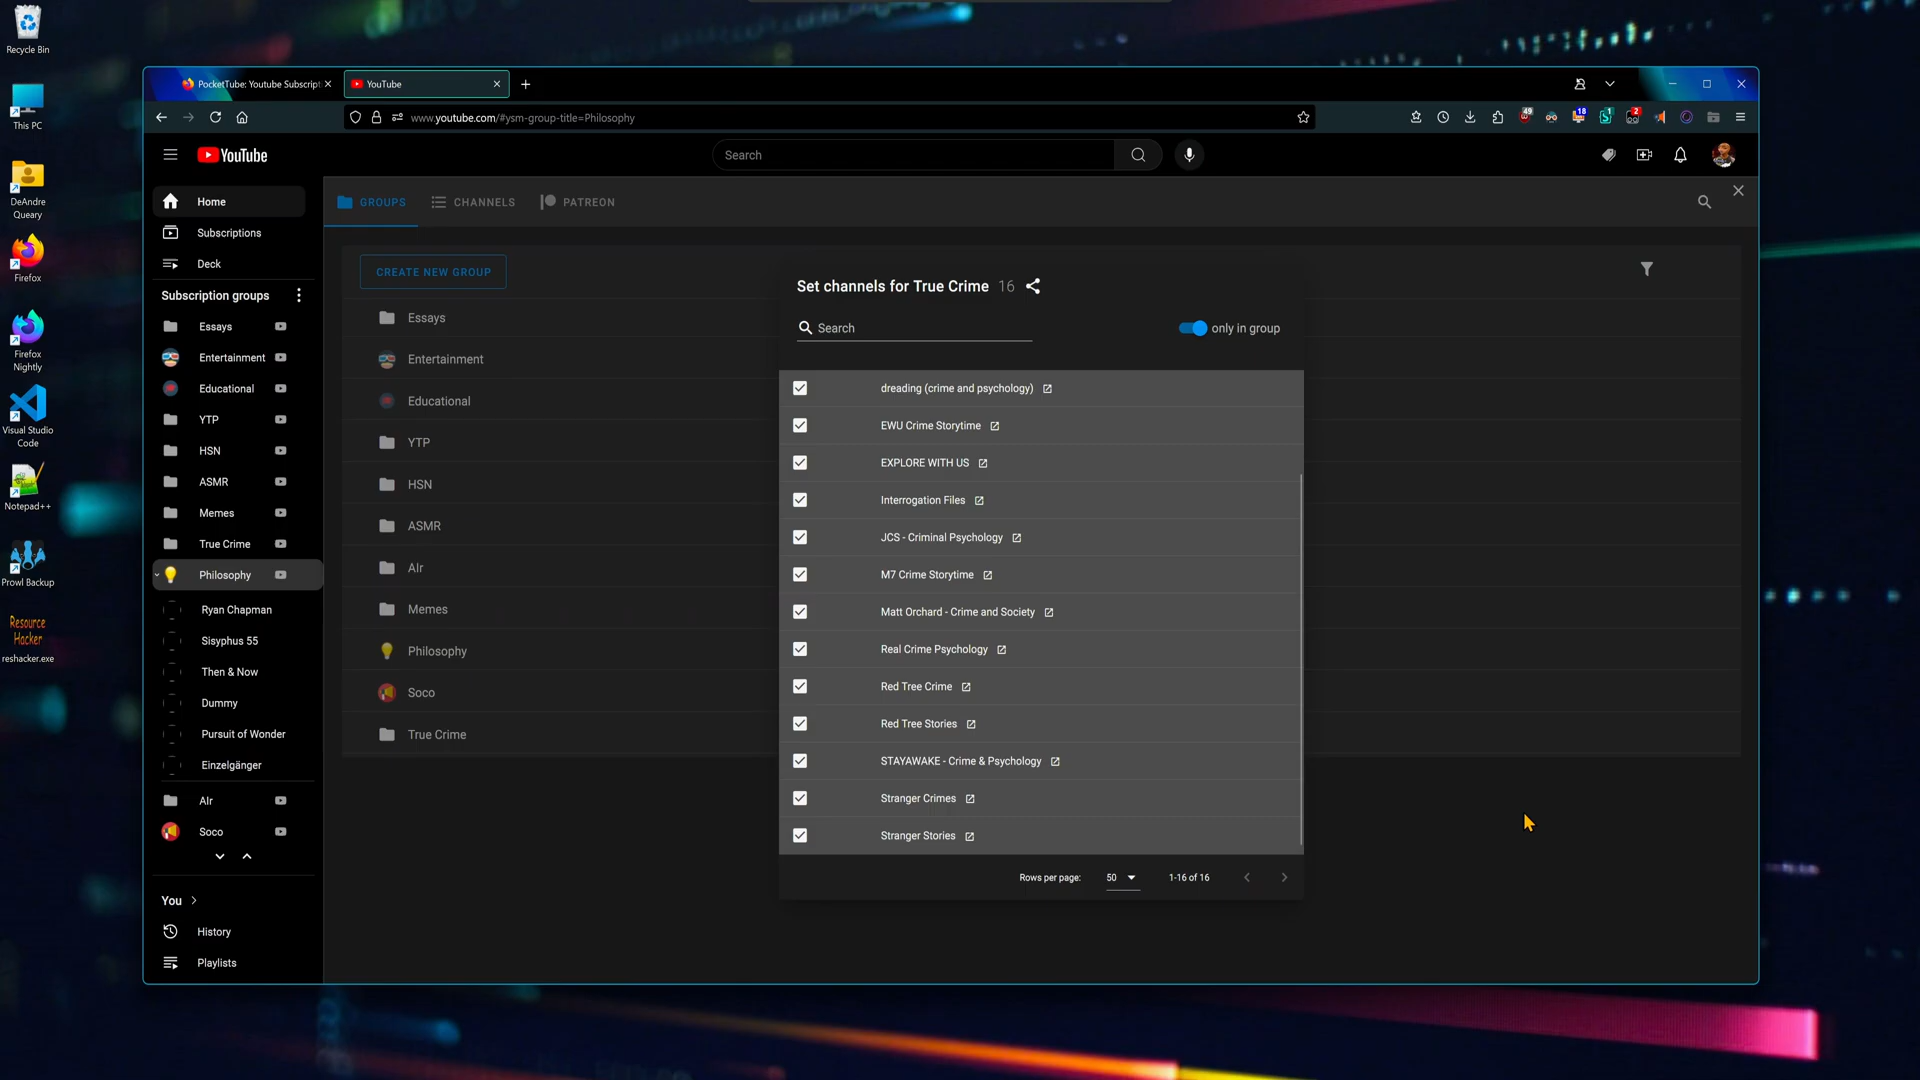 Recycle Bin
This PC
DeAndre
Queary
Firefox
Firefox
Nightly
Visual Studio
Code
Notepad++
Prowl Backup
Resource
Hacker
reshacker.exe
PocketTube: Youtube Subscript
YouTube
www.youtube.com/#ysm-group-title=Philosophy
49
18
1
2
YouTube
Search
Home
Subscriptions
Deck
Subscription groups
Essays
Entertainment
Educational
YTP
HSN
ASMR
Memes
True Crime
Philosophy
Ryan Chapman
Sisyphus 55
Then & Now
Dummy
Pursuit of Wonder
Einzelgänger
AIr
Soco
You
History
Playlists
GROUPS
CHANNELS
PATREON
CREATE NEW GROUP
Essays
Entertainment
Educational
YTP
HSN
ASMR
AIr
Memes
Philosophy
Soco
True Crime
Set channels for True Crime 16
Search
only in group
dreading (crime and psychology)
EWU Crime Storytime
EXPLORE WITH US
Interrogation Files
JCS - Criminal Psychology
M7 Crime Storytime
Matt Orchard - Crime and Society
Real Crime Psychology
Red Tree Crime
Red Tree Stories
STAYAWAKE - Crime & Psychology
Stranger Crimes
Stranger Stories
Rows per page: 50 1-16 of 16